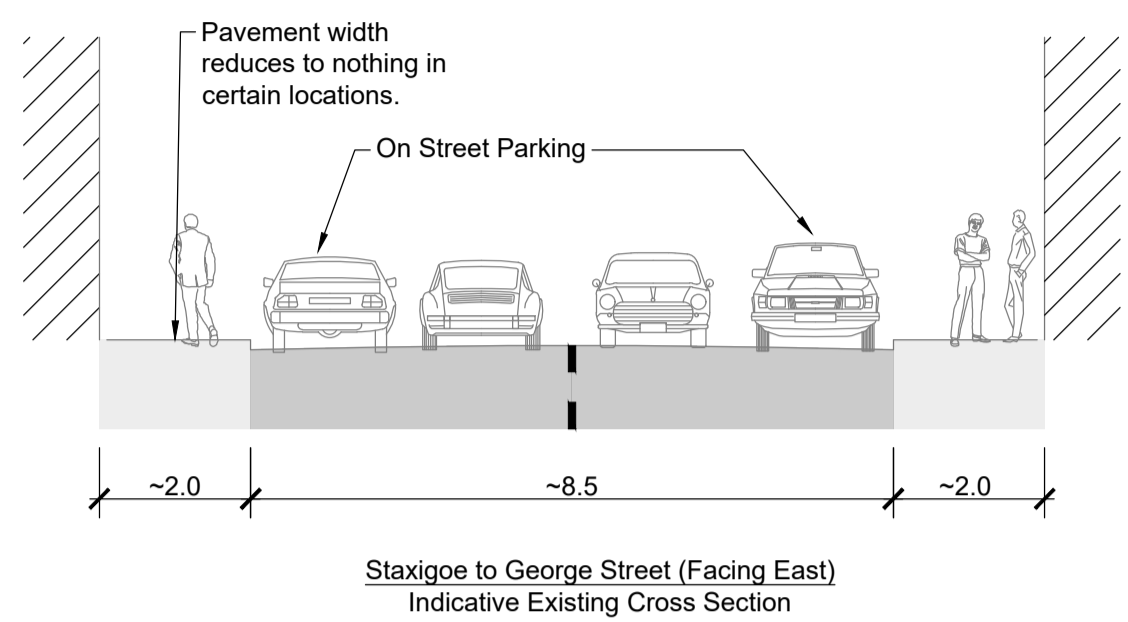 Pavement width
reduces to nothing in
certain locations.
On Street Parking
~2.0
~8.5
~2.0
Staxigoe to George Street (Facing East)
Indicative Existing Cross Section